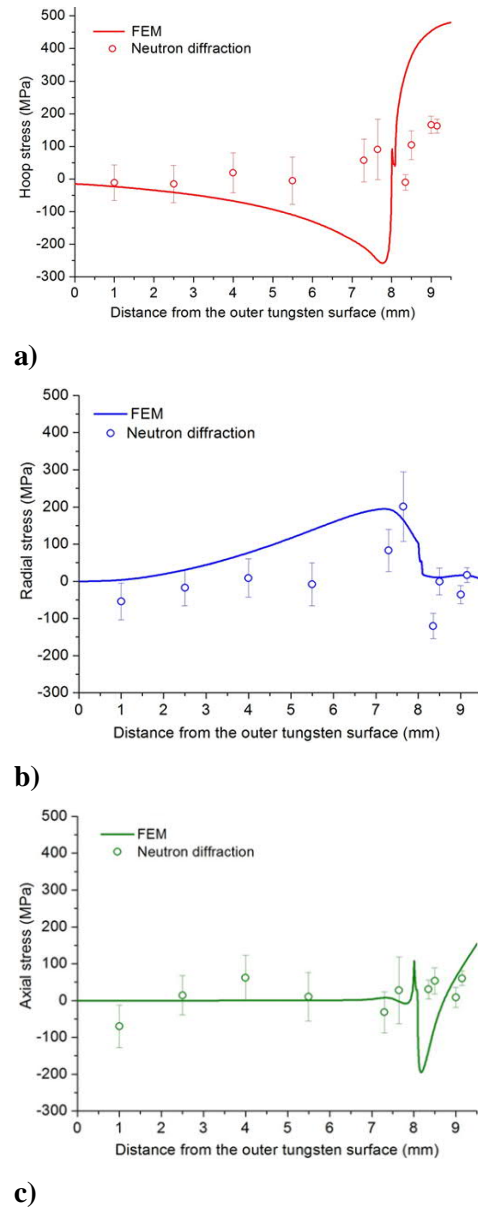 500
400
300
200
100
0
-100
-200
-300
Hoop stress (MPa)
FEM
Neutron diffraction
0 1 2 3 4 5 6 7 8 9
Distance from the outer tungsten surface (mm)
a)
500
400
300
200
100
0
-100
-200
-300
Radial stress (MPa)
FEM
Neutron diffraction
0 1 2 3 4 5 6 7 8 9
Distance from the outer tungsten surface (mm)
b)
500
400
300
200
100
0
-100
-200
-300
Axial stress (MPa)
FEM
Neutron diffraction
0 1 2 3 4 5 6 7 8 9
Distance from the outer tungsten surface (mm)
c)